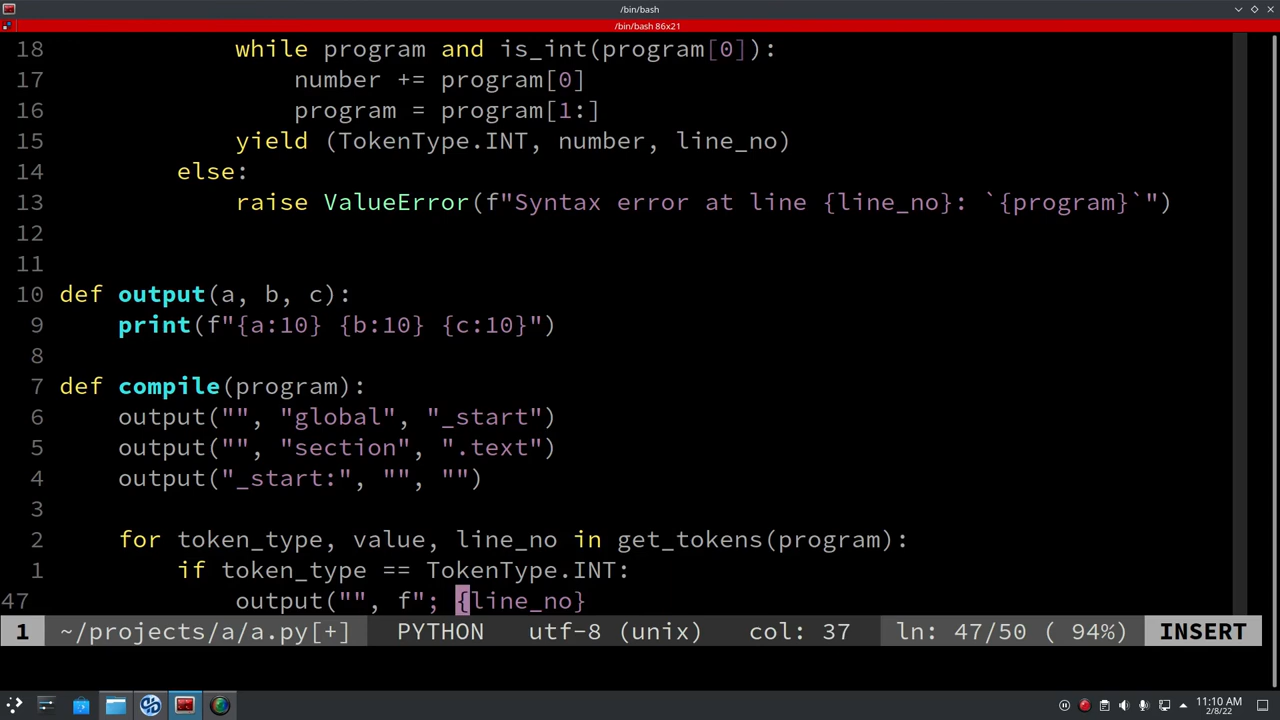 /bin/bash
/bin/bash 86x21
18 while program and is_int(program[0]):
17 number += program[0]
16 program = program[1:]
15 yield (TokenType.INT, number, line_no)
14 else:
13 raise ValueError(f"Syntax error at line {line_no}: `{program}`")
12
11
10 def output(a, b, c):
9 print(f"{a:10} {b:10} {c:10}")
8
7 def compile(program):
6 output("", "global", "_start")
5 output("", "section", ".text")
4 output("_start:", "", "")
3
2 for token_type, value, line_no in get_tokens(program):
1 if token_type == TokenType.INT:
47 output("", f"; {line_no}
1 ~/projects/a/a.py[+] PYTHON utf-8 (unix) col: 37 ln: 47/50 ( 94%) INSERT
11:10 AM
2/8/22